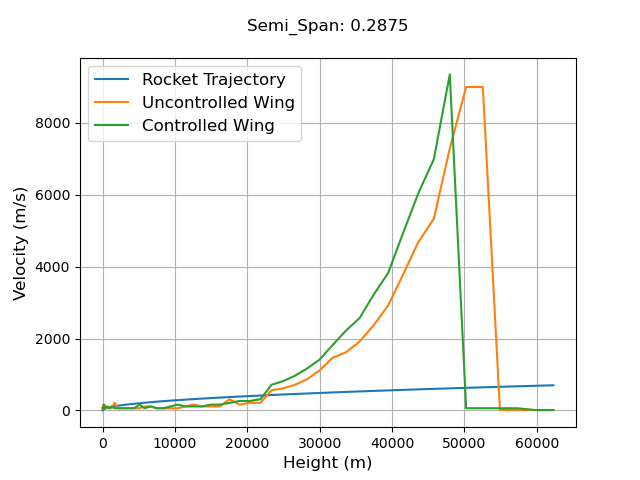 Semi_Span: 0.2875
Rocket Trajectory
Uncontrolled Wing
Controlled Wing
8000
6000
4000
2000
0
Velocity (m/s)
0 10000 20000 30000 40000 50000 60000
Height (m)